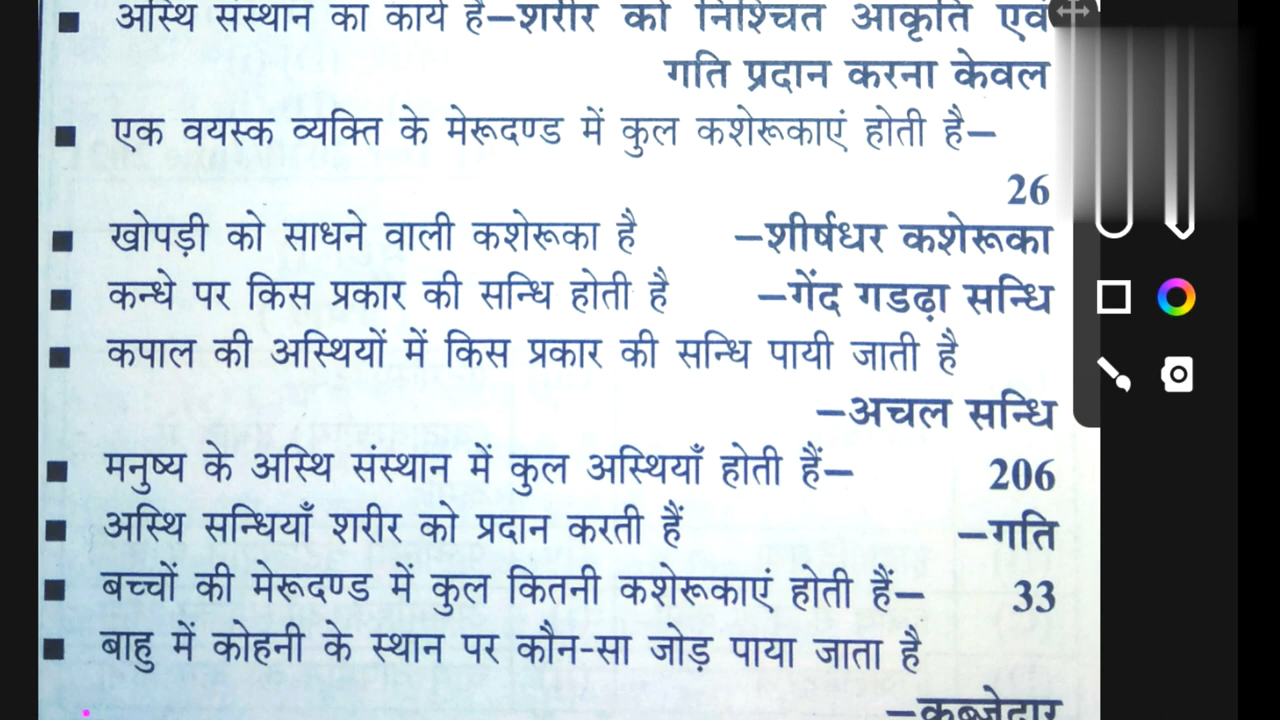 ■ अस्थि संस्थान का कार्य है–शरीर को निश्चित आकृति एवं
गति प्रदान करना केवल
■ एक वयस्क व्यक्ति के मेरूदण्ड में कुल कशेरूकाएं होती है–
26
■ खोपड़ी को साधने वाली कशेरूका है –शीर्षधर कशेरूका
■ कन्धे पर किस प्रकार की सन्धि होती है –गेंद गडढ़ा सन्धि
■ कपाल की अस्थियों में किस प्रकार की सन्धि पायी जाती है
–अचल सन्धि
■ मनुष्य के अस्थि संस्थान में कुल अस्थियाँ होती हैं– 206
■ अस्थि सन्धियाँ शरीर को प्रदान करती हैं –गति
■ बच्चों की मेरूदण्ड में कुल कितनी कशेरूकाएं होती हैं– 33
■ बाहु में कोहनी के स्थान पर कौन-सा जोड़ पाया जाता है
–कब्जेदार